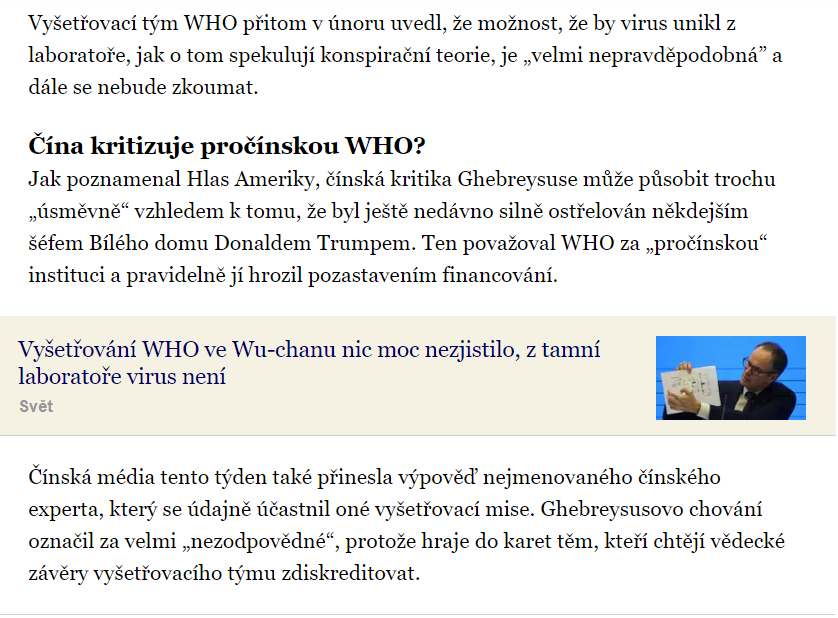 Vyšetřovací tým WHO přitom v únoru uvedl, že možnost, že by virus unikl z
laboratoře, jak o tom spekulují konspirační teorie, je „velmi nepravděpodobná” a
dále se nebude zkoumat.
Čína kritizuje pročínskou WHO?
Jak poznamenal Hlas Ameriky, čínská kritika Ghebreysuse může působit trochu
„úsměvně“ vzhledem k tomu, že byl ještě nedávno silně ostřelován někdejším
šéfem Bílého domu Donaldem Trumpem. Ten považoval WHO za „pročínskou“
instituci a pravidelně jí hrozil pozastavením financování.
Vyšetřování WHO ve Wu-chanu nic moc nezjistilo, z tamní
laboratoře virus není
Svět
Čínská média tento týden také přinesla výpověď nejmenovaného čínského
experta, který se údajně účastnil oné vyšetřovací mise. Ghebreysusovo chování
označil za velmi „nezodpovědné“, protože hraje do karet těm, kteří chtějí vědecké
závěry vyšetřovacího týmu zdiskreditovat.